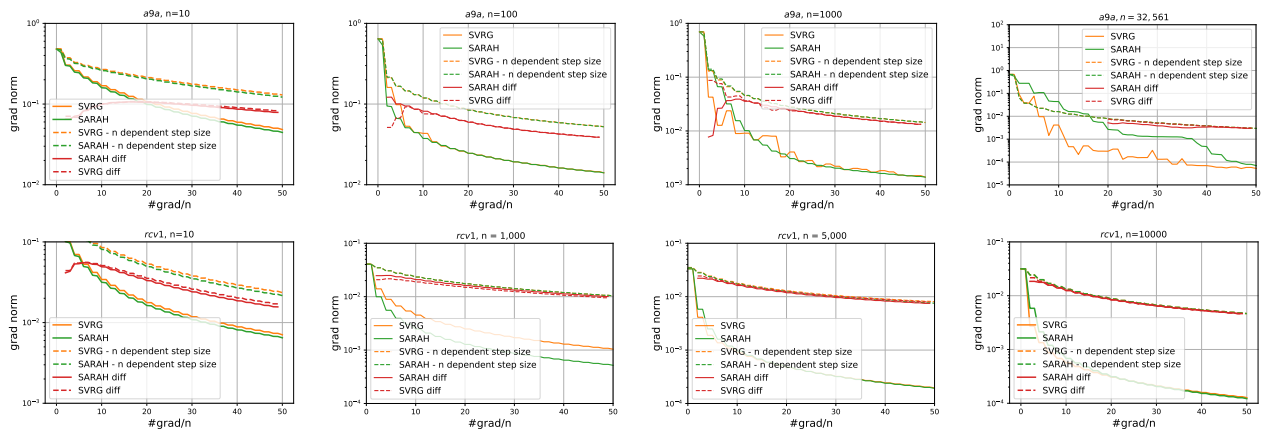 a9a, n=10
grad norm
10^0
10^-1
10^-2
SVRG
SARAH
SVRG - n dependent step size
SARAH - n dependent step size
SARAH diff
SVRG diff
0 10 20 30 40 50
#grad/n
a9a, n=100
grad norm
10^0
10^-1
10^-2
SVRG
SARAH
SVRG - n dependent step size
SARAH - n dependent step size
SARAH diff
SVRG diff
0 10 20 30 40 50
#grad/n
a9a, n=1000
grad norm
10^0
10^-1
10^-2
10^-3
SVRG
SARAH
SVRG - n dependent step size
SARAH - n dependent step size
SARAH diff
SVRG diff
0 10 20 30 40 50
#grad/n
a9a, n = 32, 561
grad norm
10^2
10^1
10^0
10^-1
10^-2
10^-3
10^-4
10^-5
SVRG
SARAH
SVRG - n dependent step size
SARAH - n dependent step size
SARAH diff
SVRG diff
0 10 20 30 40 50
#grad/n
rcv1, n=10
grad norm
10^-1
10^-2
10^-3
SVRG
SARAH
SVRG - n dependent step size
SARAH - n dependent step size
SARAH diff
SVRG diff
0 10 20 30 40 50
#grad/n
rcv1, n = 1,000
grad norm
10^-1
10^-2
10^-3
10^-4
SVRG
SARAH
SVRG - n dependent step size
SARAH - n dependent step size
SARAH diff
SVRG diff
0 10 20 30 40 50
#grad/n
rcv1, n = 5,000
grad norm
10^-1
10^-2
10^-3
10^-4
SVRG
SARAH
SVRG - n dependent step size
SARAH - n dependent step size
SARAH diff
SVRG diff
0 10 20 30 40 50
#grad/n
rcv1, n=10000
grad norm
10^-1
10^-2
10^-3
10^-4
SVRG
SARAH
SVRG - n dependent step size
SARAH - n dependent step size
SARAH diff
SVRG diff
0 10 20 30 40 50
#grad/n